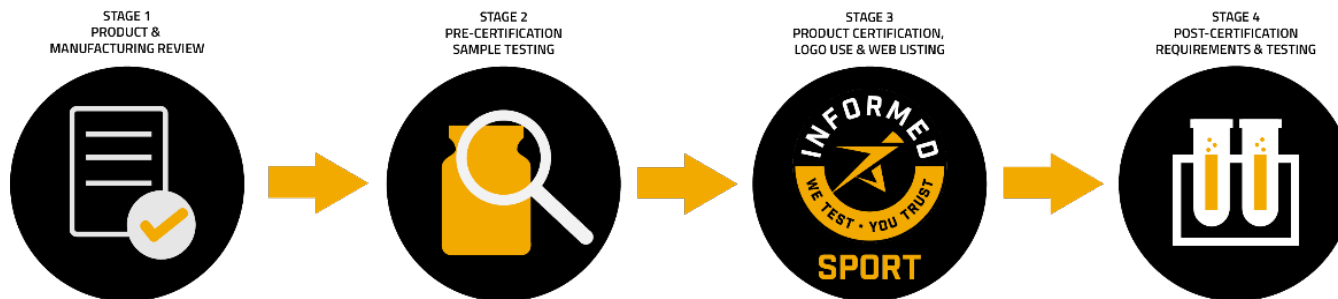 STAGE 1
PRODUCT &
MANUFACTURING REVIEW
STAGE 2
PRE-CERTIFICATION
SAMPLE TESTING
STAGE 3
PRODUCT CERTIFICATION,
LOGO USE & WEB LISTING
INFORMED
WE TEST · YOU TRUST
SPORT
STAGE 4
POST-CERTIFICATION
REQUIREMENTS & TESTING